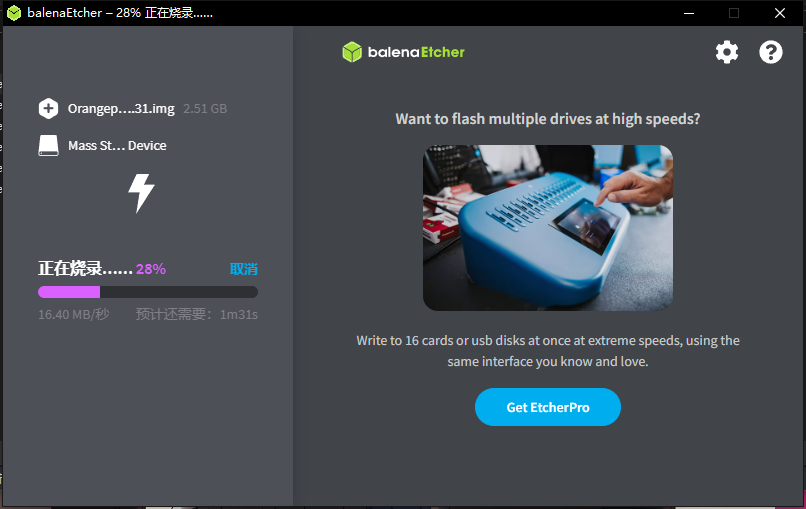 balenaEtcher – 28% 正在烧录……
balenaEtcher
Orangep….31.img 2.51 GB
Mass St… Device
正在烧录…… 28% 取消
16.40 MB/秒 预计还需要：1m31s
Want to flash multiple drives at high speeds?
Write to 16 cards or usb disks at once at extreme speeds, using the
same interface you know and love.
Get EtcherPro